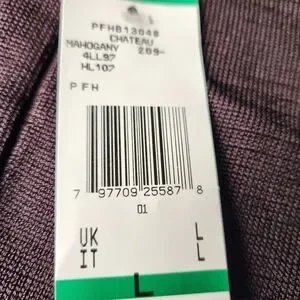 PFHB13048
CHATEAU
MAHOGANY 209-
4LL97
HL107
PFH
7 97709 25587 8
01
UK L
IT L
L